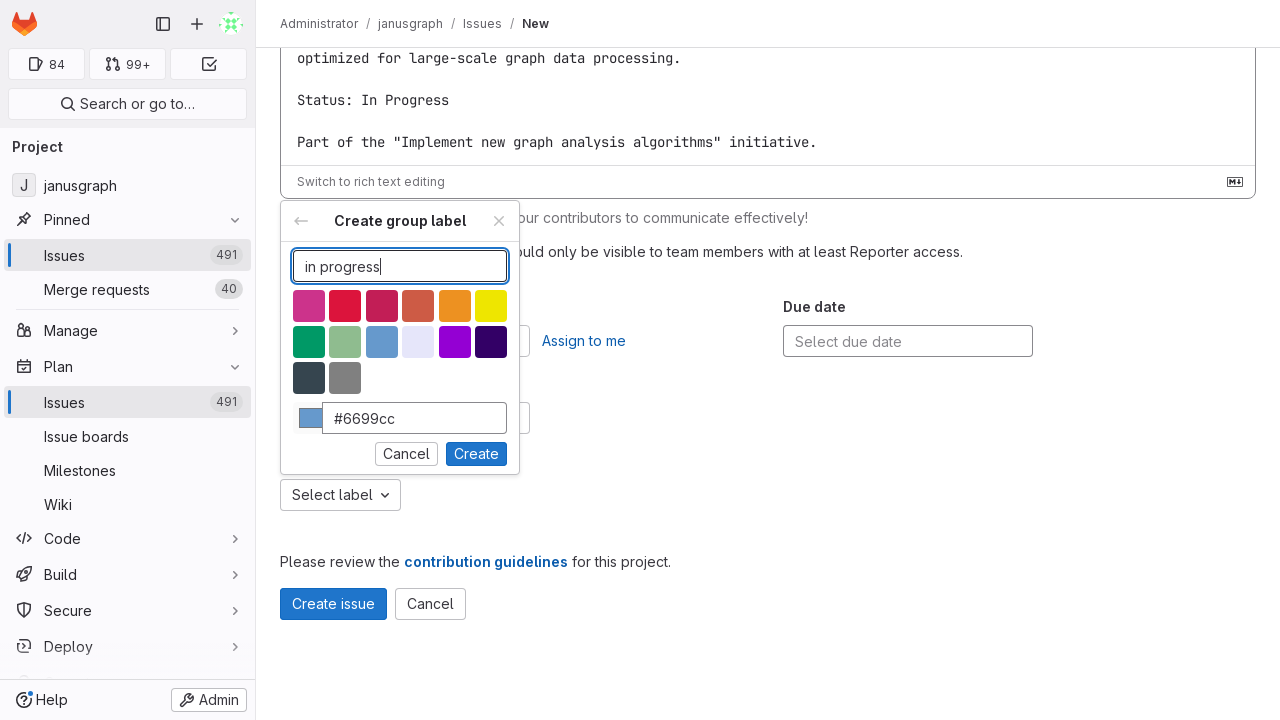 Administrator / janusgraph / Issues / New
84
99+
Search or go to…
Project
J janusgraph
Pinned
Issues 491
Merge requests 40
Manage
Plan
Issues 491
Issue boards
Milestones
Wiki
Code
Build
Secure
Deploy
Help
Admin
optimized for large-scale graph data processing.
Status: In Progress
Part of the "Implement new graph analysis algorithms" initiative.
Switch to rich text editing
our contributors to communicate effectively!
ould only be visible to team members with at least Reporter access.
Create group label
in progress
#6699cc
Cancel Create
Assign to me
Due date
Select due date
Select label
Please review the contribution guidelines for this project.
Create issue Cancel